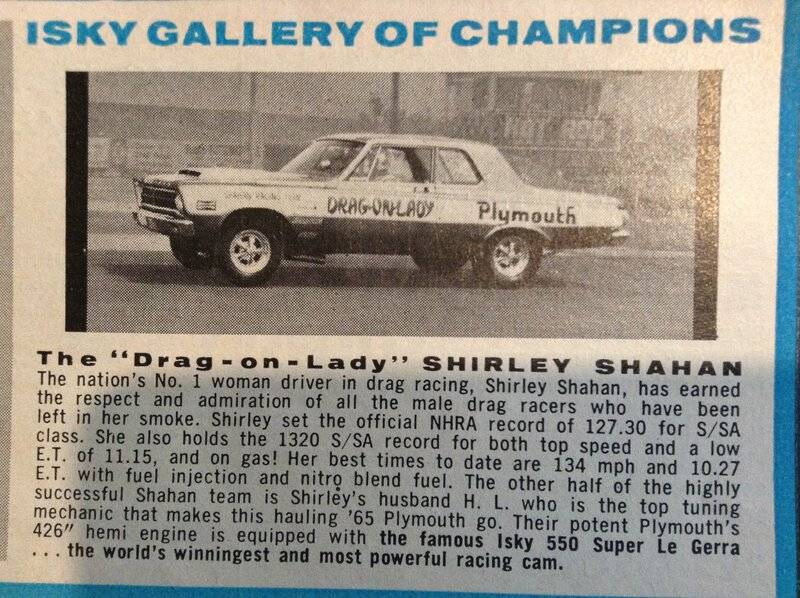 ISKY GALLERY OF CHAMPIONS
HOT ROD
DRAG-ON-LADY
Plymouth
The "Drag-on-Lady" SHIRLEY SHAHAN
The nation's No. 1 woman driver in drag racing, Shirley Shahan, has earned
the respect and admiration of all the male drag racers who have been
left in her smoke. Shirley set the official NHRA record of 127.30 for S/SA
class. She also holds the 1320 S/SA record for both top speed and a low
E.T. of 11.15, and on gas! Her best times to date are 134 mph and 10.27
E.T. with fuel injection and nitro blend fuel. The other half of the highly
successful Shahan team is Shirley's husband H. L. who is the top tuning
mechanic that makes this hauling '65 Plymouth go. Their potent Plymouth's
426" hemi engine is equipped with the famous Isky 550 Super Le Gerra
... the world's winningest and most powerful racing cam.